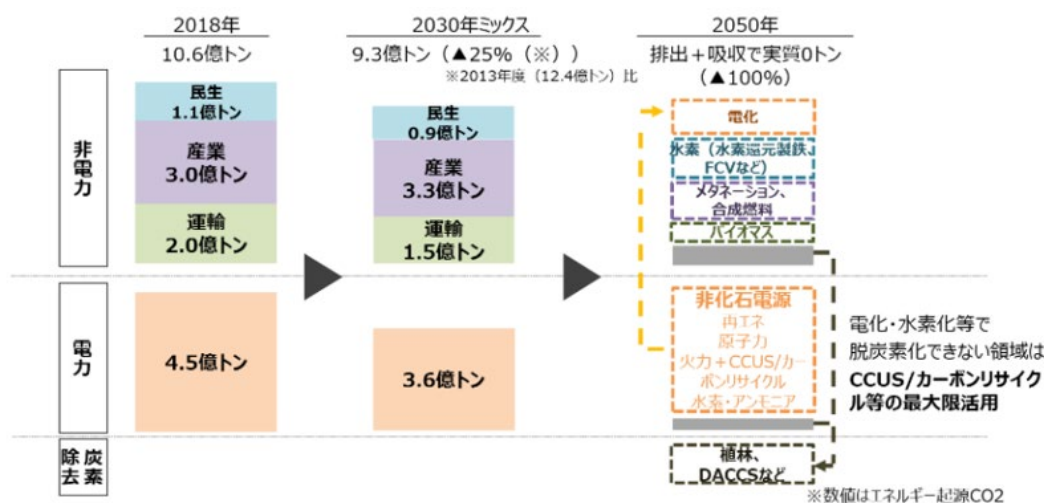 2018年
10.6億トン
2030年ミックス
9.3億トン（▲25%（※））
※2013年度（12.4億トン）比
2050年
排出＋吸収で実質0トン
（▲100%）
非電力
民生
1.1億トン
産業
3.0億トン
運輸
2.0億トン
民生
0.9億トン
産業
3.3億トン
運輸
1.5億トン
電化
水素（水素還元製鉄、
FCVなど）
メタネーション、
合成燃料
バイオマス
電力
4.5億トン
3.6億トン
非化石電源
再エネ
原子力
火力＋CCUS/カー
ボンリサイクル
水素・アンモニア
電化・水素化等で
脱炭素化できない領域は
CCUS/カーボンリサイク
ル等の最大限活用
炭素除去
植林、
DACCSなど
※数値はエネルギー起源CO2